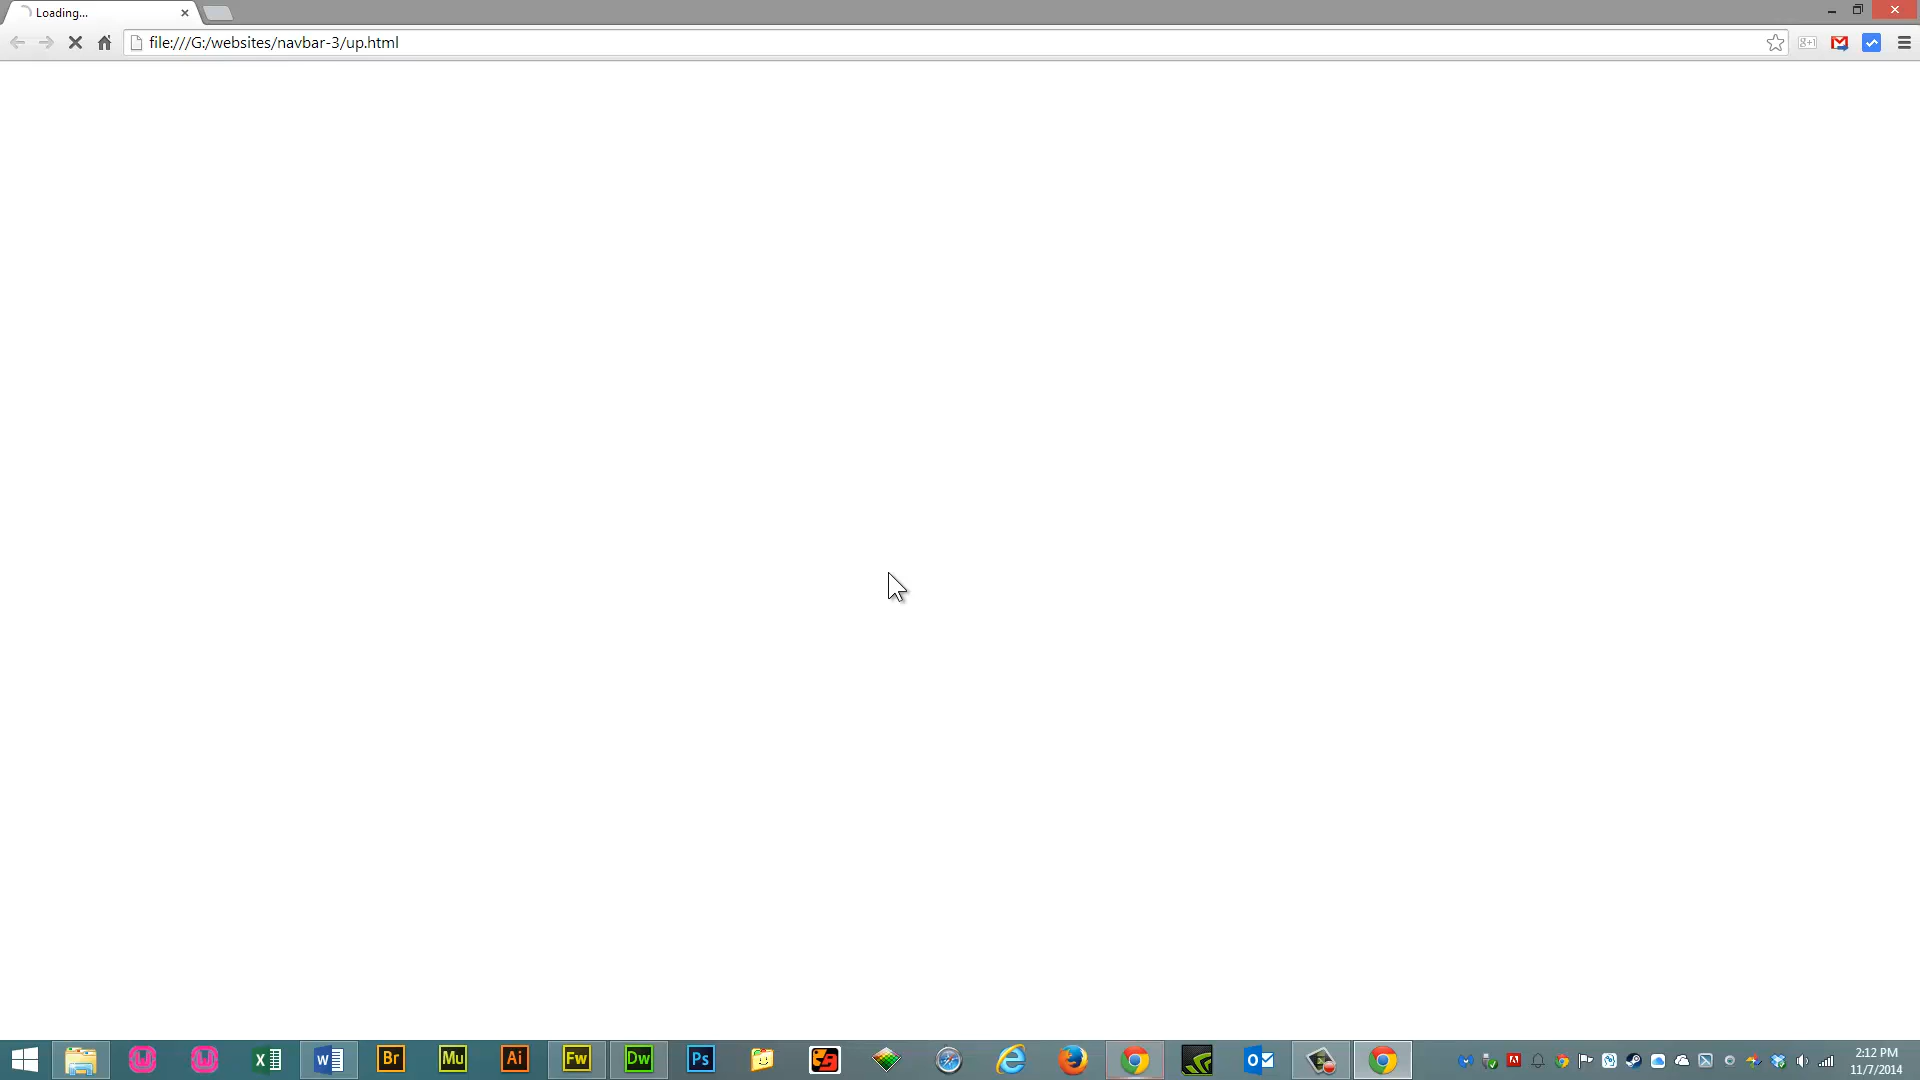 Loading...
file:///G:/websites/navbar-3/up.html
g+1
Br
Mu
Ai
Fw
Dw
Ps
2:12 PM
11/7/2014